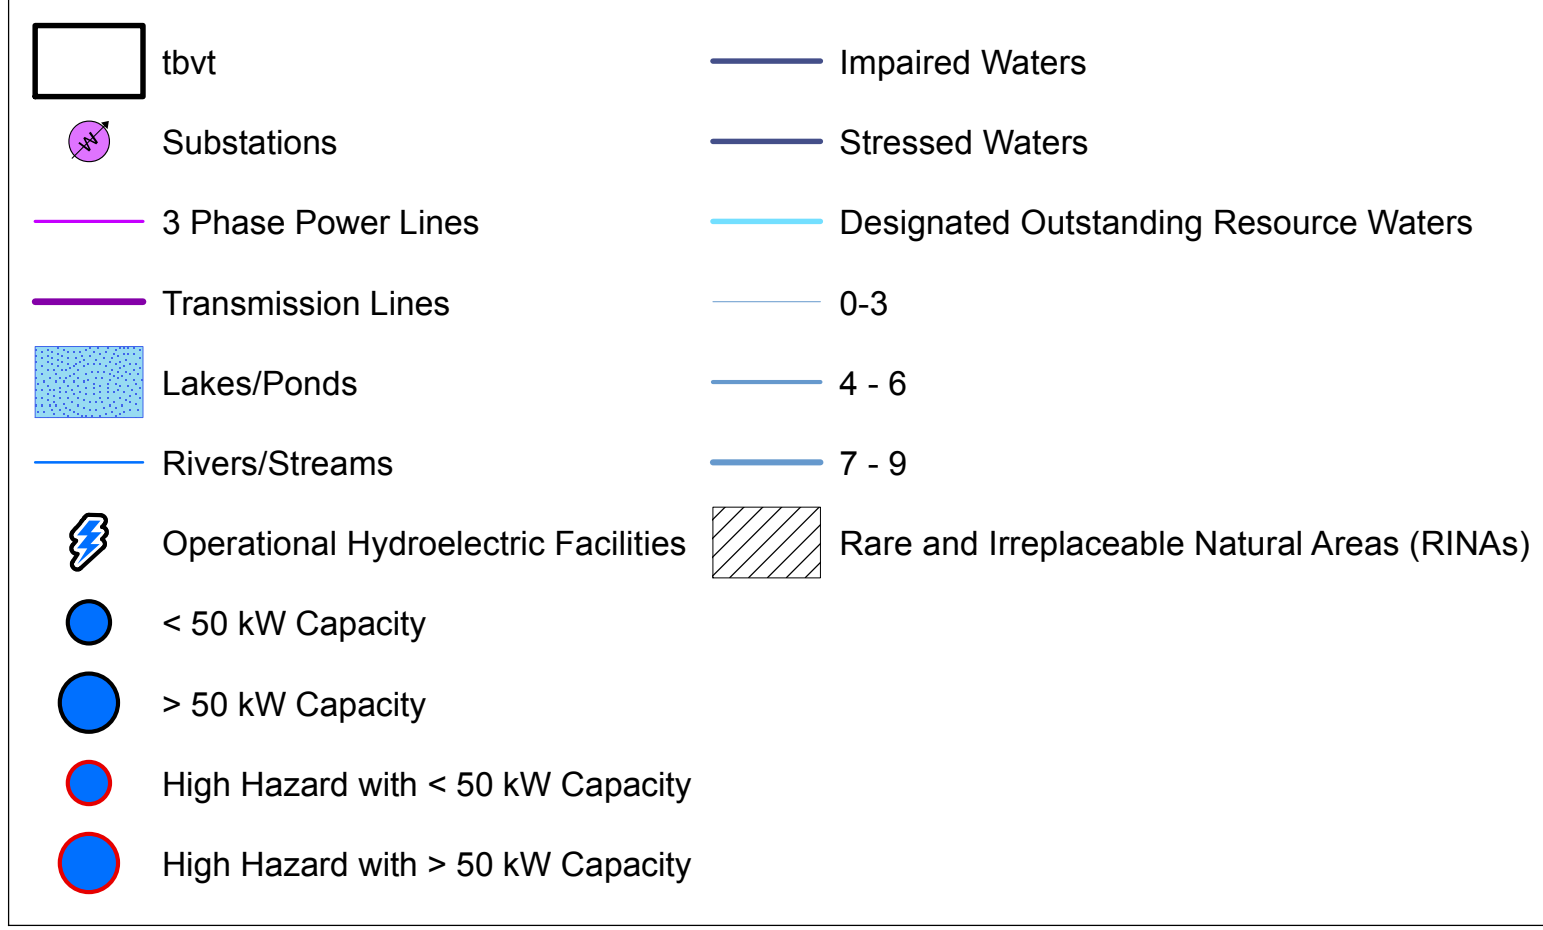 tbvt
Substations
3 Phase Power Lines
Transmission Lines
Lakes/Ponds
Rivers/Streams
Operational Hydroelectric Facilities
< 50 kW Capacity
> 50 kW Capacity
High Hazard with < 50 kW Capacity
High Hazard with > 50 kW Capacity
Impaired Waters
Stressed Waters
Designated Outstanding Resource Waters
0-3
4 - 6
7 - 9
Rare and Irreplaceable Natural Areas (RINAs)